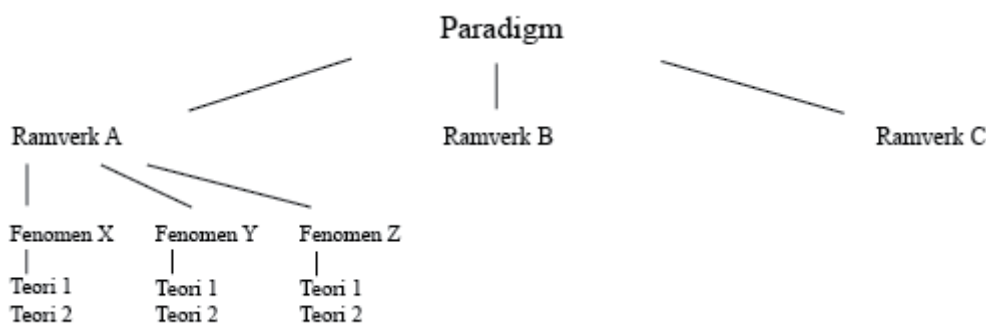 Paradigm
Ramverk A Ramverk B Ramverk C
Fenomen X Fenomen Y Fenomen Z
Teori 1 Teori 1 Teori 1
Teori 2 Teori 2 Teori 2